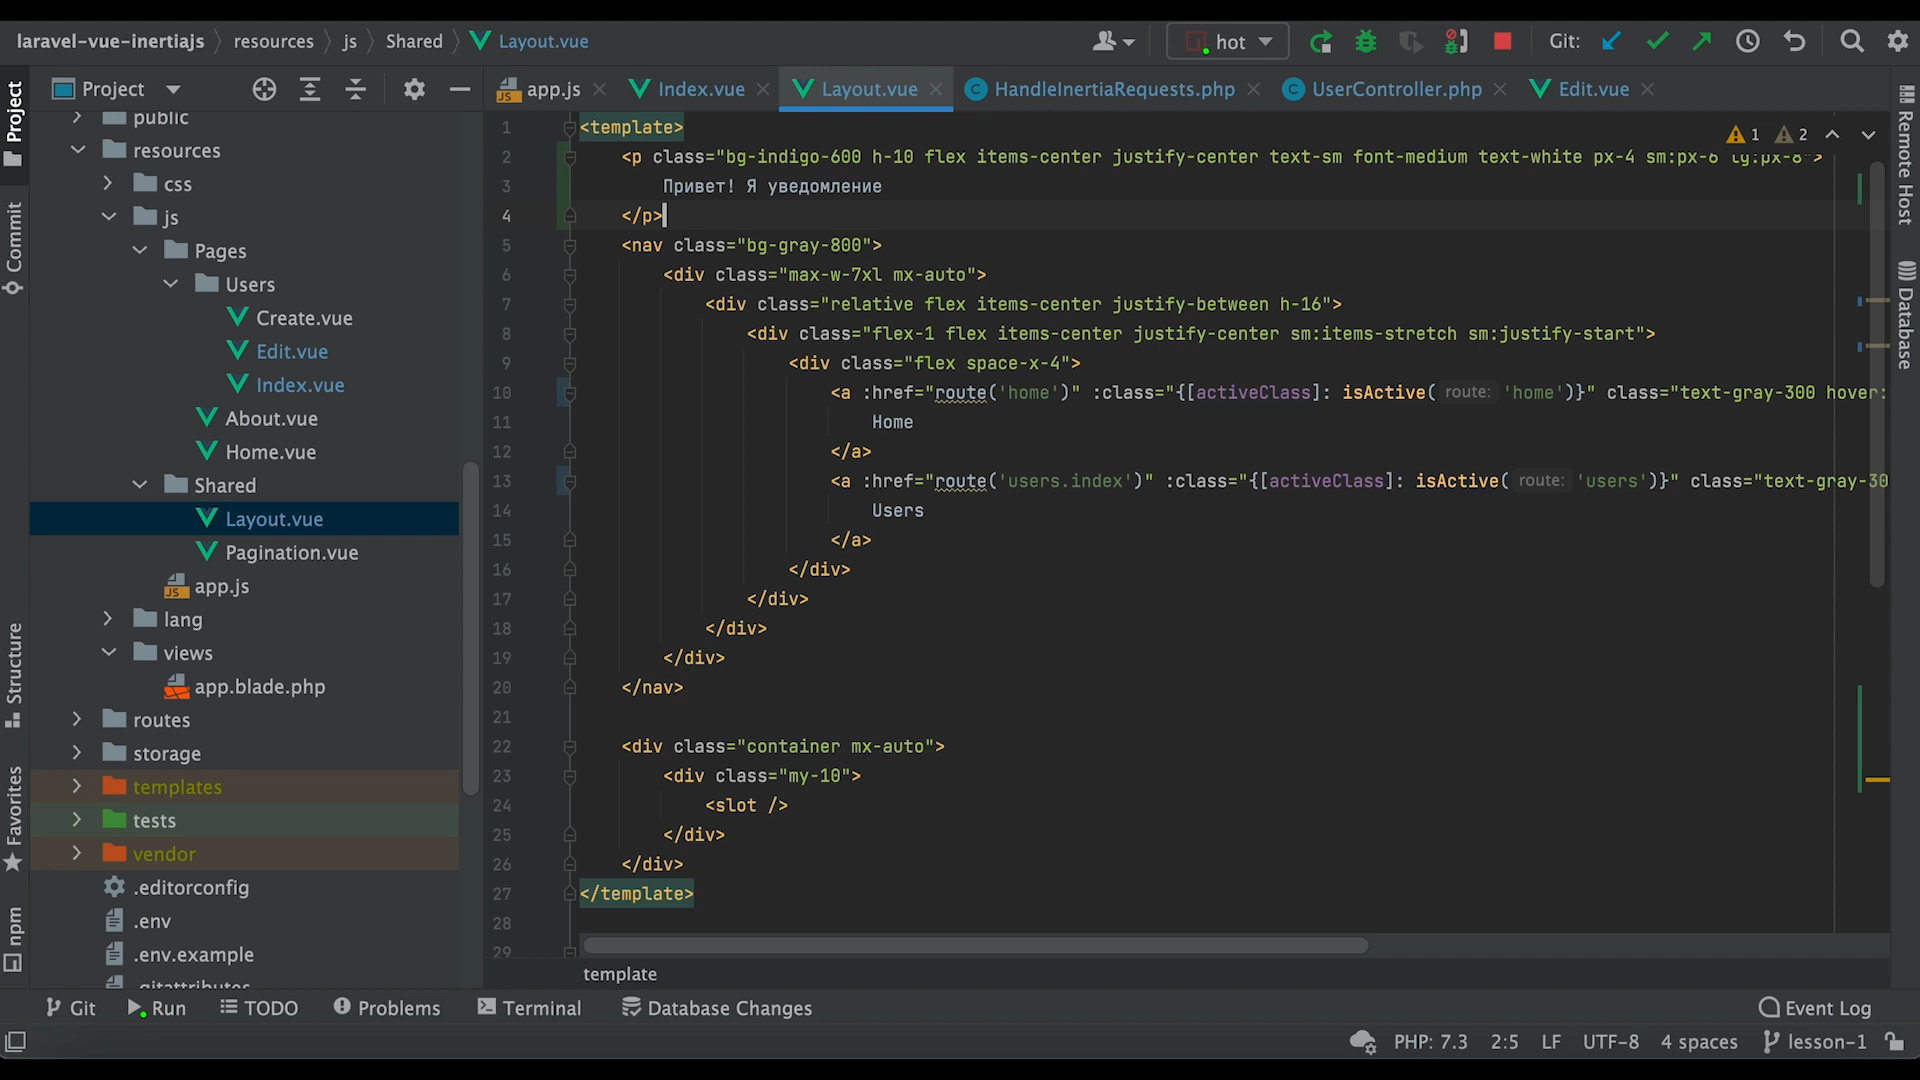 laravel-vue-inertiajs resources js Shared Layout.vue
hot Git:
Project
app.js Index.vue Layout.vue HandleInertiaRequests.php UserController.php Edit.vue
Project
Commit
Structure
Favorites
npm
public
resources
css
js
Pages
Users
Create.vue
Edit.vue
Index.vue
About.vue
Home.vue
Shared
Layout.vue
Pagination.vue
app.js
lang
views
app.blade.php
routes
storage
templates
tests
vendor
.editorconfig
.env
.env.example
.gitattributes
1 <template>
1 2
2 <p class="bg-indigo-600 h-10 flex items-center justify-center text-sm font-medium text-white px-4 sm:px-6 lg:px-8">
3 Привет! Я уведомление
4 </p>
5 <nav class="bg-gray-800">
6 <div class="max-w-7xl mx-auto">
7 <div class="relative flex items-center justify-between h-16">
8 <div class="flex-1 flex items-center justify-center sm:items-stretch sm:justify-start">
9 <div class="flex space-x-4">
10 <a :href="route('home')" :class="{[activeClass]: isActive( route: 'home')}" class="text-gray-300 hover:
11 Home
12 </a>
13 <a :href="route('users.index')" :class="{[activeClass]: isActive( route: 'users')}" class="text-gray-30
14 Users
15 </a>
16 </div>
17 </div>
18 </div>
19 </div>
20 </nav>
21
22 <div class="container mx-auto">
23 <div class="my-10">
24 <slot />
25 </div>
26 </div>
27 </template>
28
29
template
Remote Host
Database
Git Run TODO Problems Terminal Database Changes Event Log
PHP: 7.3 2:5 LF UTF-8 4 spaces lesson-1